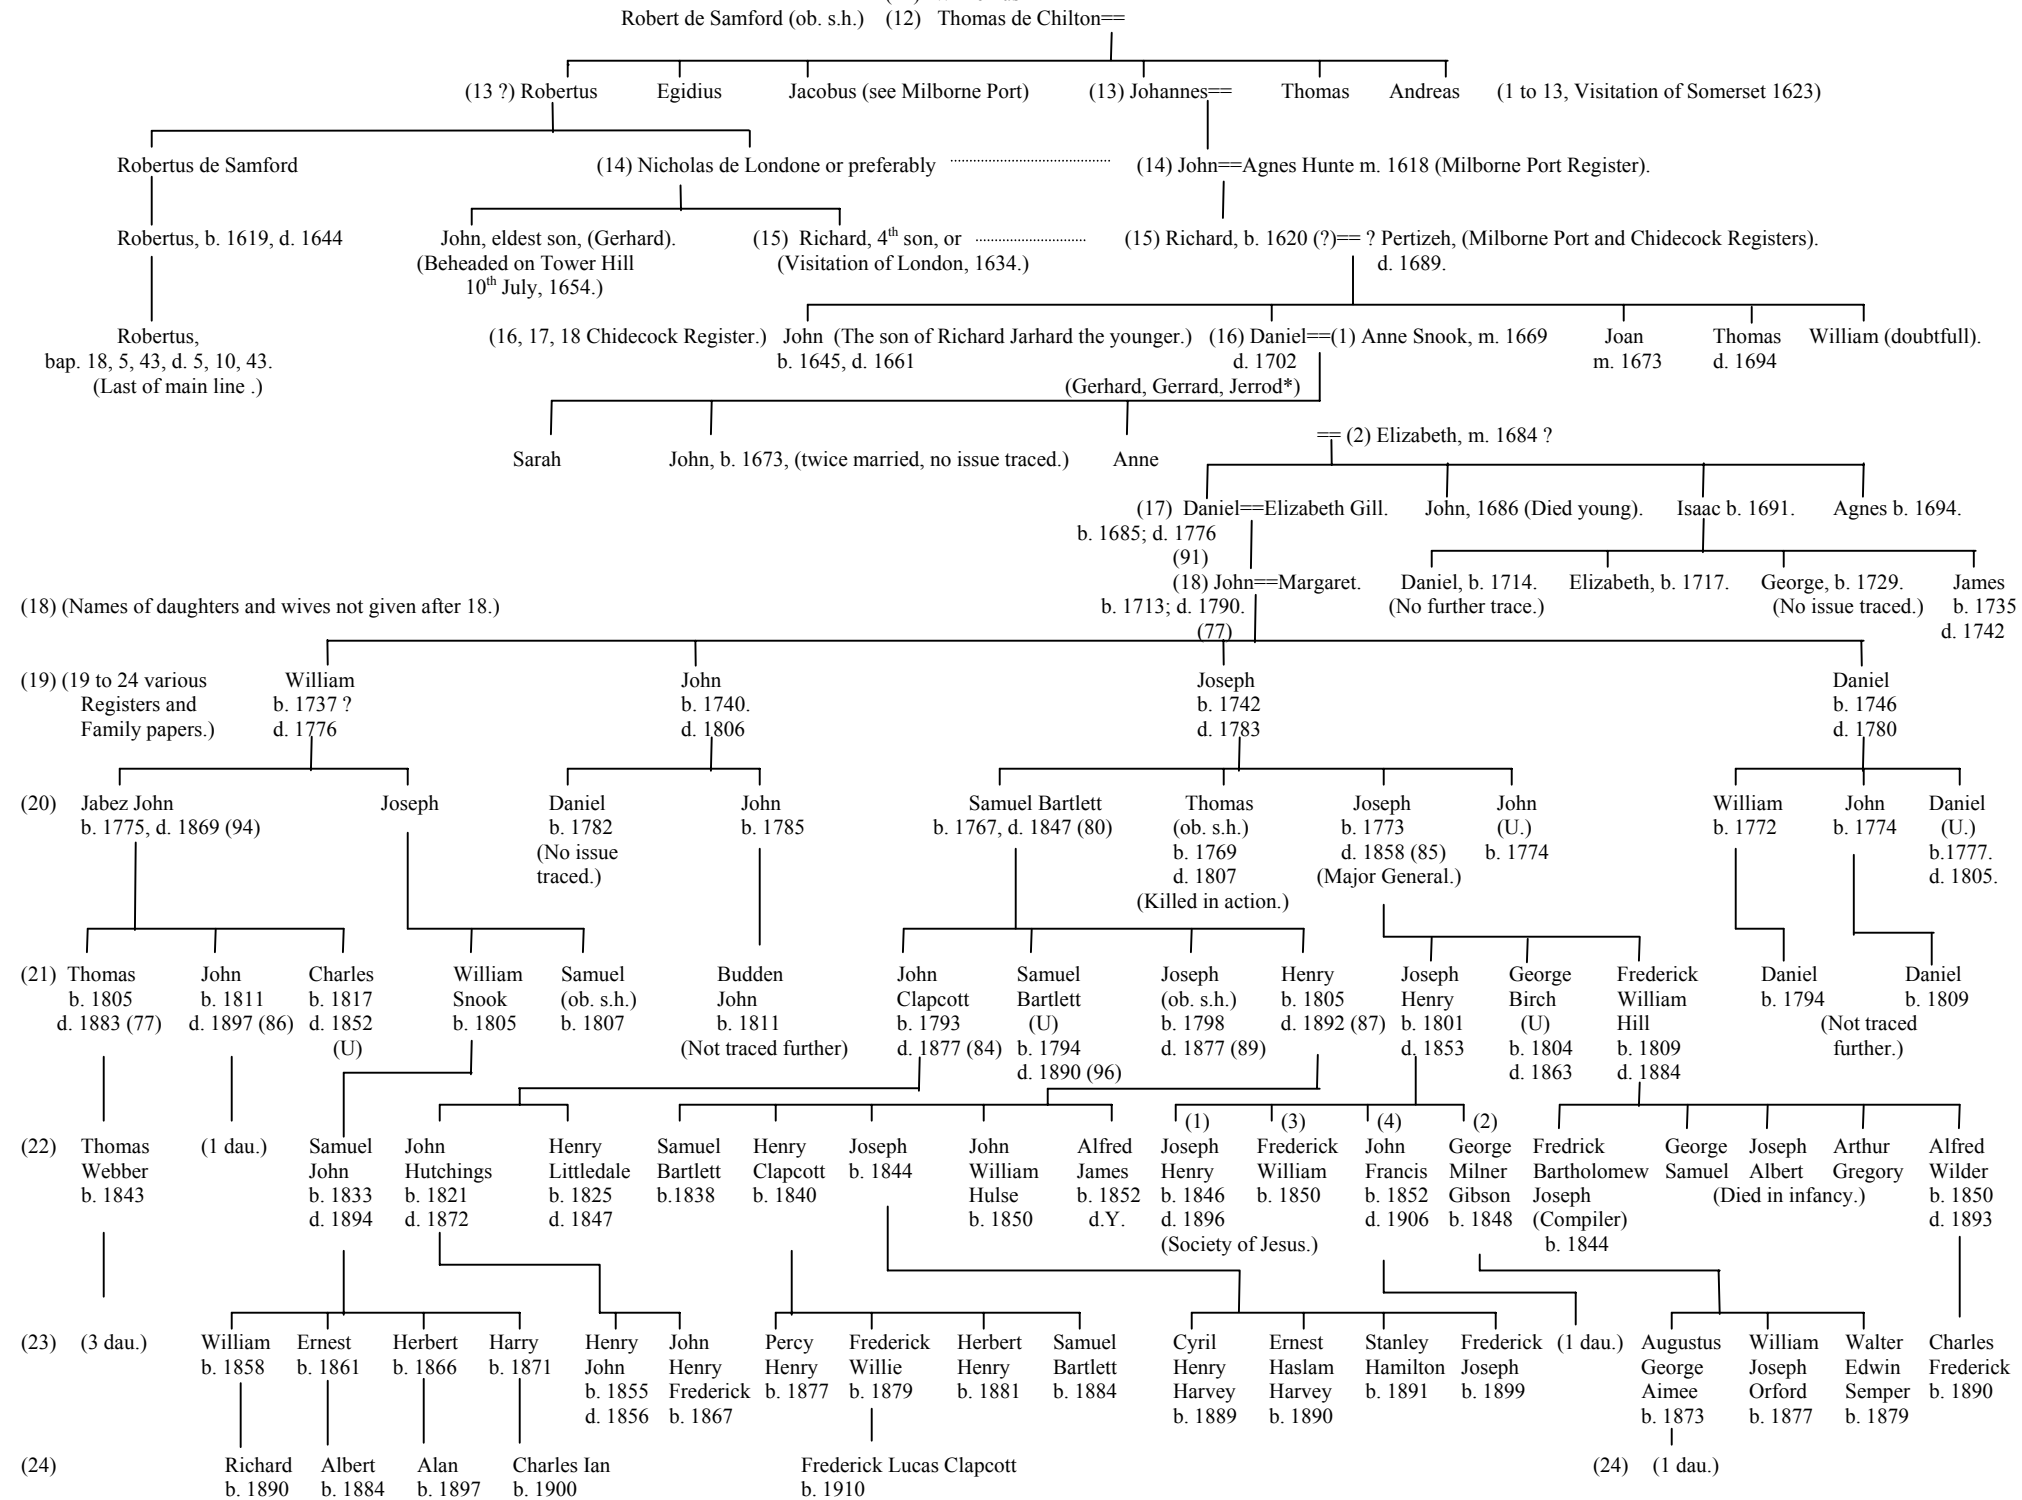 Robert de Samford (ob. s.h.) (12) Thomas de Chilton==
(13 ?) Robertus Egidius Jacobus (see Milborne Port) (13) Johannes== Thomas Andreas (1 to 13, Visitation of Somerset 1623)
Robertus de Samford (14) Nicholas de Londone or preferably (14) John==Agnes Hunte m. 1618 (Milborne Port Register).
Robertus, b. 1619, d. 1644 John, eldest son, (Gerhard). (15) Richard, 4th son, or (15) Richard, b. 1620 (?)== ? Pertizeh, (Milborne Port and Chidecock Registers).
(Beheaded on Tower Hill (Visitation of London, 1634.) d. 1689.
10th July, 1654.)
Robertus, (16, 17, 18 Chidecock Register.) John (The son of Richard Jarhard the younger.) (16) Daniel==(1) Anne Snook, m. 1669 Joan Thomas William (doubtfull).
bap. 18, 5, 43, d. 5, 10, 43. b. 1645, d. 1661 d. 1702 m. 1673 d. 1694
(Last of main line .) (Gerhard, Gerrard, Jerrod*)
== (2) Elizabeth, m. 1684 ?
Sarah John, b. 1673, (twice married, no issue traced.) Anne
(17) Daniel==Elizabeth Gill. John, 1686 (Died young). Isaac b. 1691. Agnes b. 1694.
b. 1685; d. 1776
(91)
(18) John==Margaret. Daniel, b. 1714. Elizabeth, b. 1717. George, b. 1729. James
(18) (Names of daughters and wives not given after 18.) b. 1713; d. 1790. (No further trace.) (No issue traced.) b. 1735
(77) d. 1742
(19) (19 to 24 various William John Joseph Daniel
Registers and b. 1737 ? b. 1740. b. 1742 b. 1746
Family papers.) d. 1776 d. 1806 d. 1783 d. 1780
(20) Jabez John Joseph Daniel John Samuel Bartlett Thomas Joseph John William John Daniel
b. 1775, d. 1869 (94) b. 1782 b. 1785 b. 1767, d. 1847 (80) (ob. s.h.) b. 1773 (U.) b. 1772 b. 1774 (U.)
(No issue b. 1769 d. 1858 (85) b. 1774 b.1777.
traced.) d. 1807 (Major General.) d. 1805.
(Killed in action.)
(21) Thomas John Charles William Samuel Budden John Samuel Joseph Henry Joseph George Frederick Daniel Daniel
b. 1805 b. 1811 b. 1817 Snook (ob. s.h.) John Clapcott Bartlett (ob. s.h.) b. 1805 Henry Birch William b. 1794 b. 1809
d. 1883 (77) d. 1897 (86) d. 1852 b. 1805 b. 1807 b. 1811 b. 1793 (U) b. 1798 d. 1892 (87) b. 1801 (U) Hill (Not traced
(U) (Not traced further) d. 1877 (84) b. 1794 d. 1877 (89) d. 1853 b. 1804 b. 1809 further.)
d. 1890 (96) d. 1863 d. 1884
(1) (3) (4) (2)
(22) Thomas (1 dau.) Samuel John Henry Samuel Henry Joseph John Alfred Joseph Frederick John George Fredrick George Joseph Arthur Alfred
Webber John Hutchings Littledale Bartlett Clapcott b. 1844 William James Henry William Francis Milner Bartholomew Samuel Albert Gregory Wilder
b. 1843 b. 1833 b. 1821 b. 1825 b.1838 b. 1840 Hulse b. 1852 b. 1846 b. 1850 b. 1852 Gibson Joseph (Died in infancy.) b. 1850
d. 1894 d. 1872 d. 1847 b. 1850 d.Y. d. 1896 d. 1906 b. 1848 (Compiler) d. 1893
(Society of Jesus.) b. 1844
(23) (3 dau.) William Ernest Herbert Harry Henry John Percy Frederick Herbert Samuel Cyril Ernest Stanley Frederick (1 dau.) Augustus William Walter Charles
b. 1858 b. 1861 b. 1866 b. 1871 John Henry Henry Willie Henry Bartlett Henry Haslam Hamilton Joseph George Joseph Edwin Frederick
b. 1855 Frederick b. 1877 b. 1879 b. 1881 b. 1884 Harvey Harvey b. 1891 b. 1899 Aimee Orford Semper b. 1890
d. 1856 b. 1867 b. 1889 b. 1890 b. 1873 b. 1877 b. 1879
(24) Richard Albert Alan Charles Ian Frederick Lucas Clapcott (24) (1 dau.)
b. 1890 b. 1884 b. 1897 b. 1900 b. 1910